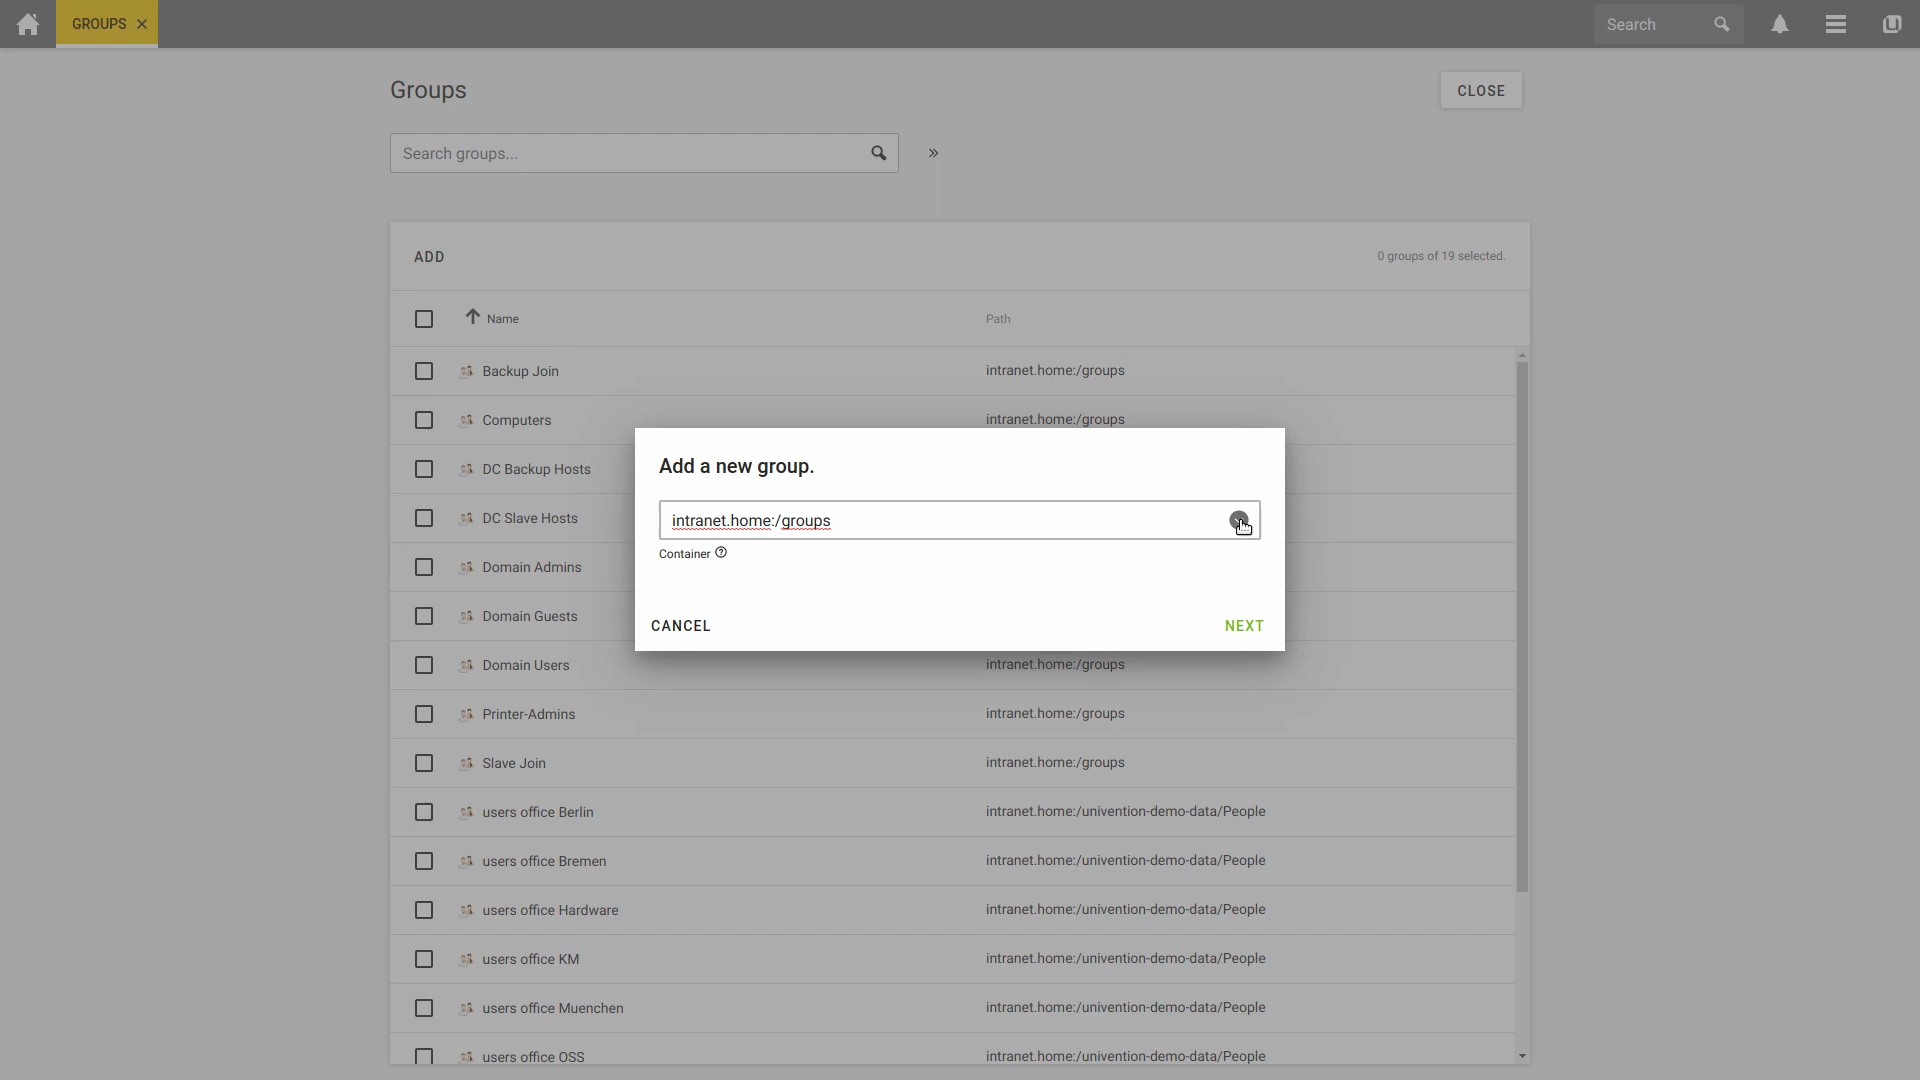 GROUPS
Search
Groups
CLOSE
Search groups...
ADD
0 groups of 19 selected.
Name
Path
Backup Join
intranet.home:/groups
Computers
intranet.home:/groups
DC Backup Hosts
DC Slave Hosts
Domain Admins
Domain Guests
Add a new group.
intranet.home:/groups
Container
CANCEL
NEXT
Domain Users
intranet.home:/groups
Printer-Admins
intranet.home:/groups
Slave Join
intranet.home:/groups
users office Berlin
intranet.home:/univention-demo-data/People
users office Bremen
intranet.home:/univention-demo-data/People
users office Hardware
intranet.home:/univention-demo-data/People
users office KM
intranet.home:/univention-demo-data/People
users office Muenchen
intranet.home:/univention-demo-data/People
users office OSS
intranet.home:/univention-demo-data/People